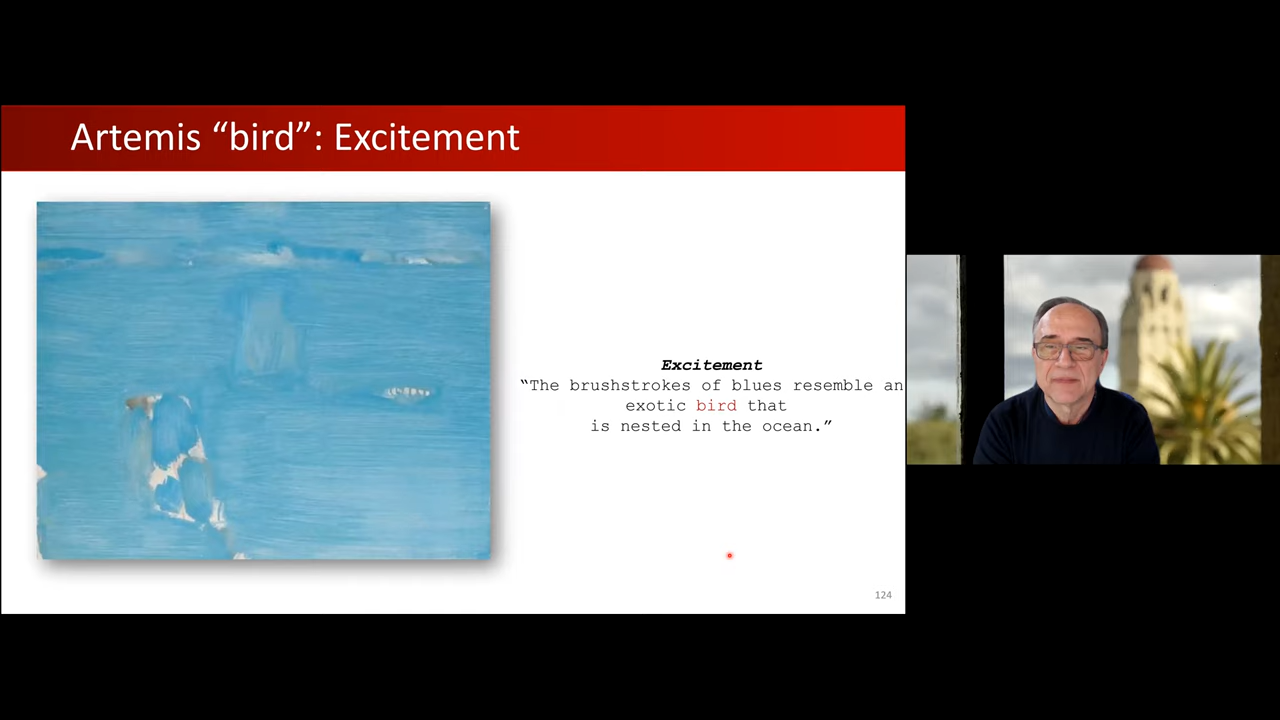 Artemis “bird”: Excitement
Excitement
“The brushstrokes of blues resemble an
exotic bird that
is nested in the ocean.”
124